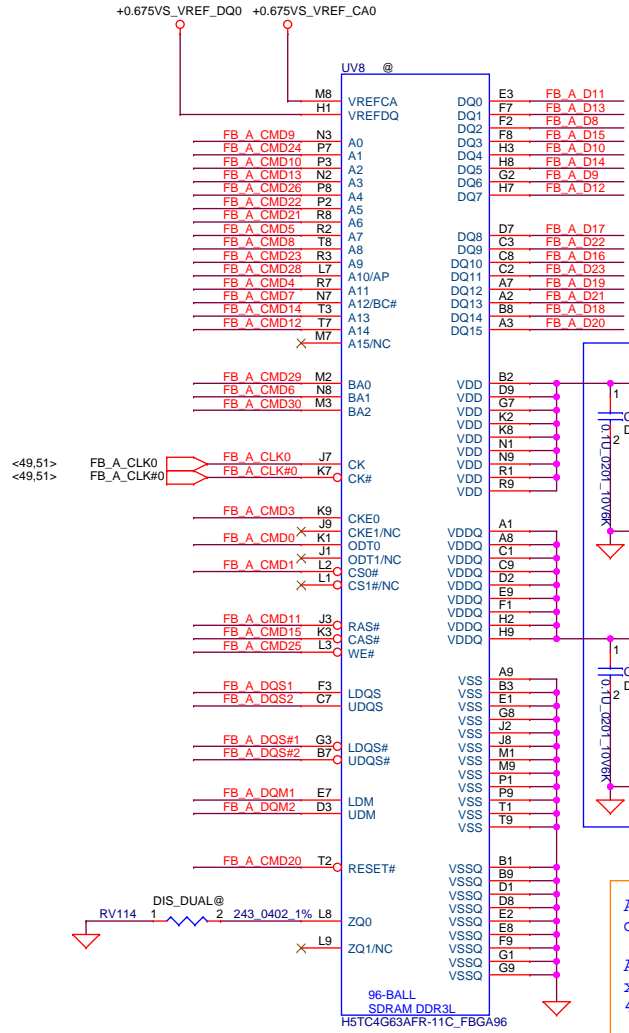 +0.675VS_VREF_DQ0 +0.675VS_VREF_CA0
UV8 @
M8 VREFCA
H1 VREFDQ
FB_A_CMD9 N3 A0
FB_A_CMD24 P7 A1
FB_A_CMD10 P3 A2
FB_A_CMD13 N2 A3
FB_A_CMD26 P8 A4
FB_A_CMD22 P2 A5
FB_A_CMD21 R8 A6
FB_A_CMD5 R2 A7
FB_A_CMD8 T8 A8
FB_A_CMD23 R3 A9
FB_A_CMD28 L7 A10/AP
FB_A_CMD4 R7 A11
FB_A_CMD7 N7 A12/BC#
FB_A_CMD14 T3 A13
FB_A_CMD12 T7 A14
M7 A15/NC
FB_A_CMD29 M2 BA0
FB_A_CMD6 N8 BA1
FB_A_CMD30 M3 BA2
<49,51> FB_A_CLK0 FB_A_CLK0 J7 CK
<49,51> FB_A_CLK#0 FB_A_CLK#0 K7 CK#
FB_A_CMD3 K9 CKE0
J9 CKE1/NC
FB_A_CMD0 K1 ODT0
J1 ODT1/NC
FB_A_CMD1 L2 CS0#
L1 CS1#/NC
FB_A_CMD11 J3 RAS#
FB_A_CMD15 K3 CAS#
FB_A_CMD25 L3 WE#
FB_A_DQS1 F3 LDQS
FB_A_DQS2 C7 UDQS
FB_A_DQS#1 G3 LDQS#
FB_A_DQS#2 B7 UDQS#
FB_A_DQM1 E7 LDM
FB_A_DQM2 D3 UDM
FB_A_CMD20 T2 RESET#
DIS_DUAL@
RV114 1 2 243_0402_1% L8 ZQ0
L9 ZQ1/NC
DQ0 E3 FB_A_D11
DQ1 F7 FB_A_D13
DQ2 F2 FB_A_D8
DQ3 F8 FB_A_D15
DQ4 H3 FB_A_D10
DQ5 H8 FB_A_D14
DQ6 G2 FB_A_D9
DQ7 H7 FB_A_D12
DQ8 D7 FB_A_D17
DQ9 C3 FB_A_D22
DQ10 C8 FB_A_D16
DQ11 C2 FB_A_D23
DQ12 A7 FB_A_D19
DQ13 A2 FB_A_D21
DQ14 B8 FB_A_D18
DQ15 A3 FB_A_D20
VDD B2
VDD D9
VDD G7
VDD K2
VDD K8
VDD N1
VDD N9
VDD R1
VDD R9
VDDQ A1
VDDQ A8
VDDQ C1
VDDQ C9
VDDQ D2
VDDQ E9
VDDQ F1
VDDQ H2
VDDQ H9
VSS A9
VSS B3
VSS E1
VSS G8
VSS J2
VSS J8
VSS M1
VSS M9
VSS P1
VSS P9
VSS T1
VSS T9
VSSQ B1
VSSQ B9
VSSQ D1
VSSQ D8
VSSQ E2
VSSQ E8
VSSQ F9
VSSQ G1
VSSQ G9
1
2
0.1U_0201_10V6K
1
2
0.1U_0201_10V6K
96-BALL
SDRAM DDR3L
H5TC4G63AFR-11C_FBGA96